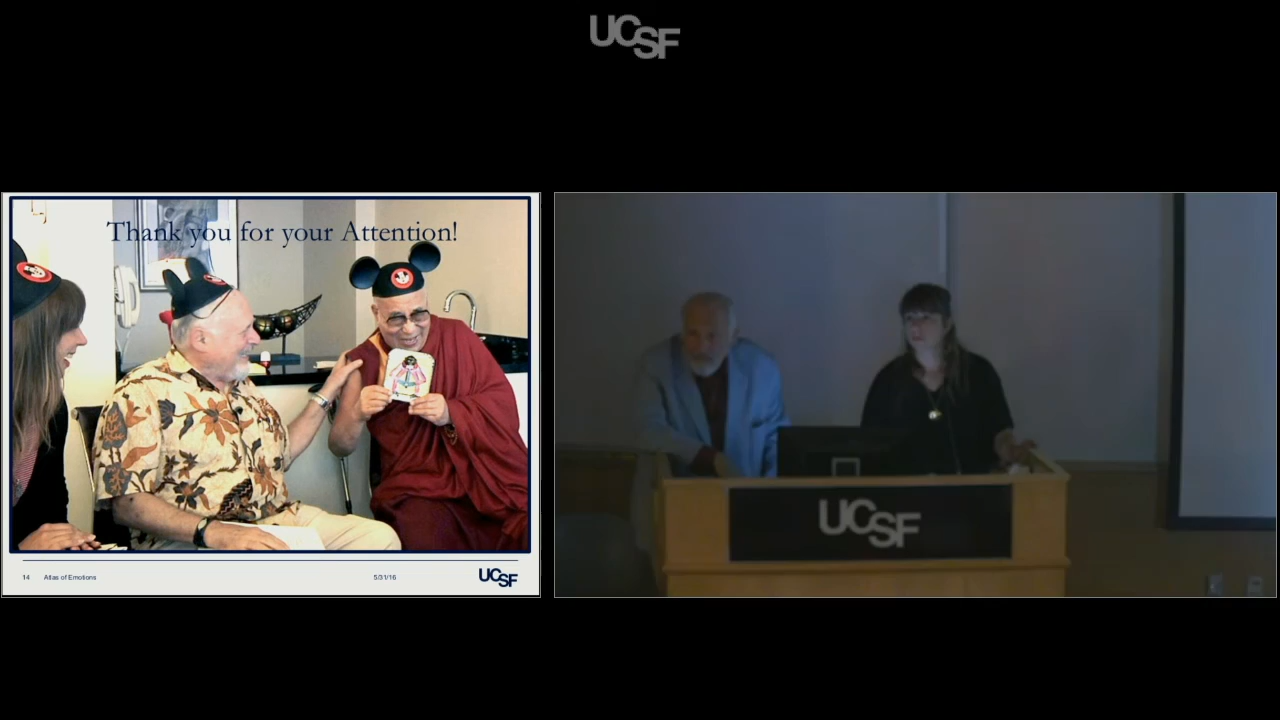 UCSF
Thank you for your Attention!
14 Atlas of Emotions 5/31/16 UCSF
UCSF